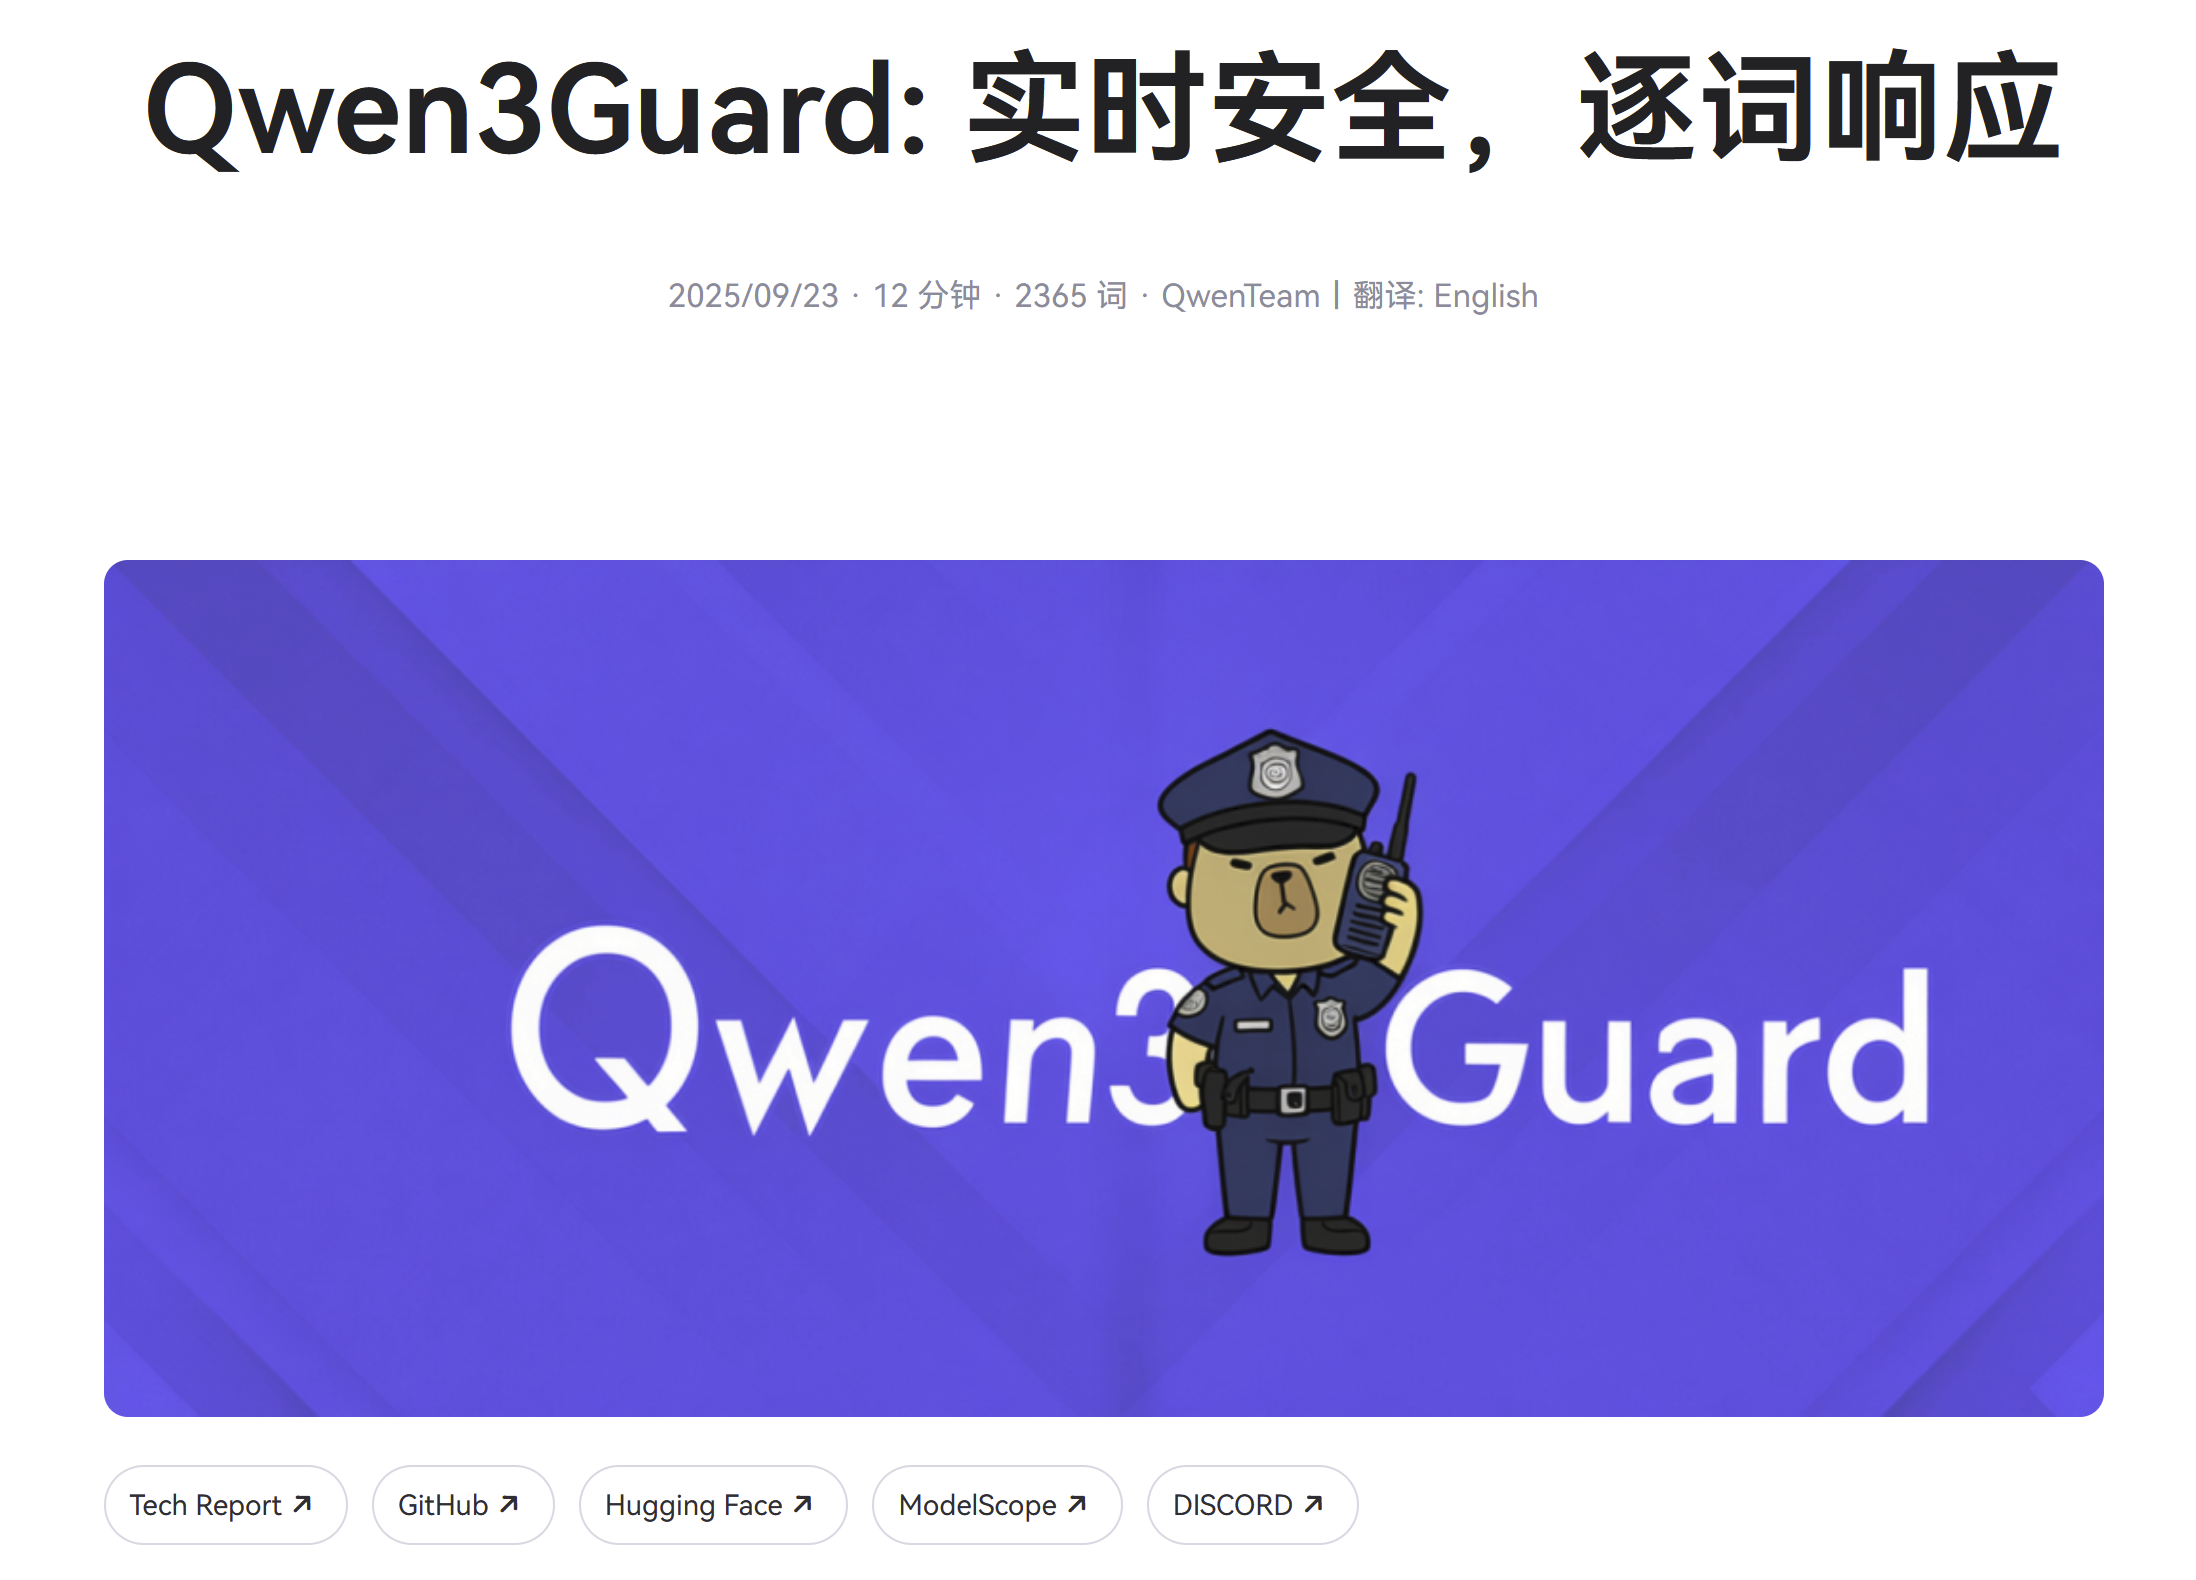 Qwen3Guard: 实时安全，逐词响应
2025/09/23 · 12 分钟 · 2365 词 · QwenTeam | 翻译: English
Qwen3Guard
Tech Report ↗
GitHub ↗
Hugging Face ↗
ModelScope ↗
DISCORD ↗